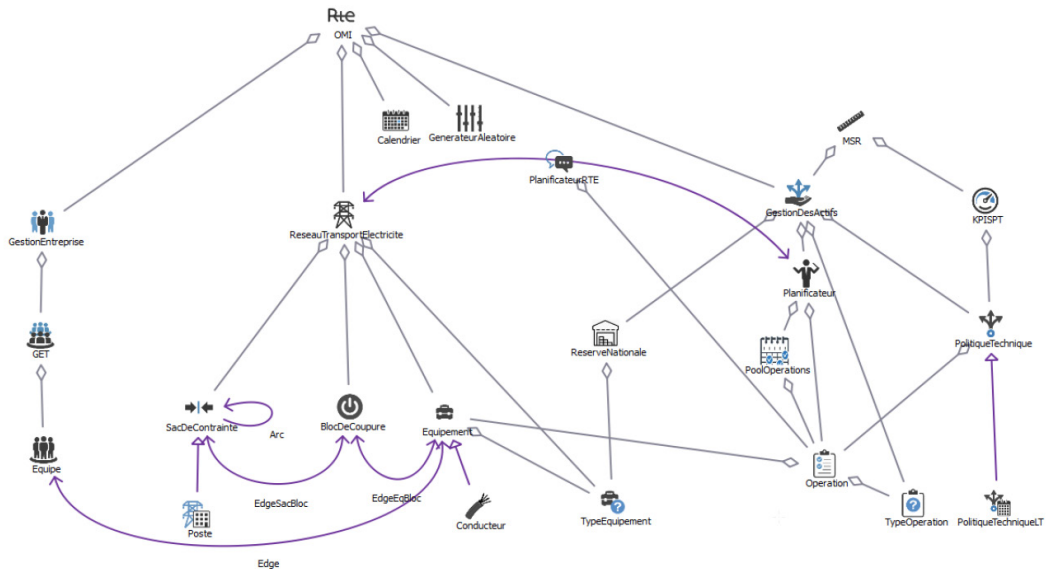 Rte
OMI
Calendrier
GenerateurAleatoire
MSR
PlanificateurRTE
GestionDesActifs
KPISPT
GestionEntreprise
ReseauTransportElectricite
Planificateur
GET
ReserveNationale
PoolOperations
PolitiqueTechnique
SacDeContrainte
Arc
BlocDeCoupure
Equipement
Equipe
EdgeSacBloc
EdgeEqBloc
Operation
Poste
Conducteur
TypeEquipement
TypeOperation
PolitiqueTechniqueLT
Edge